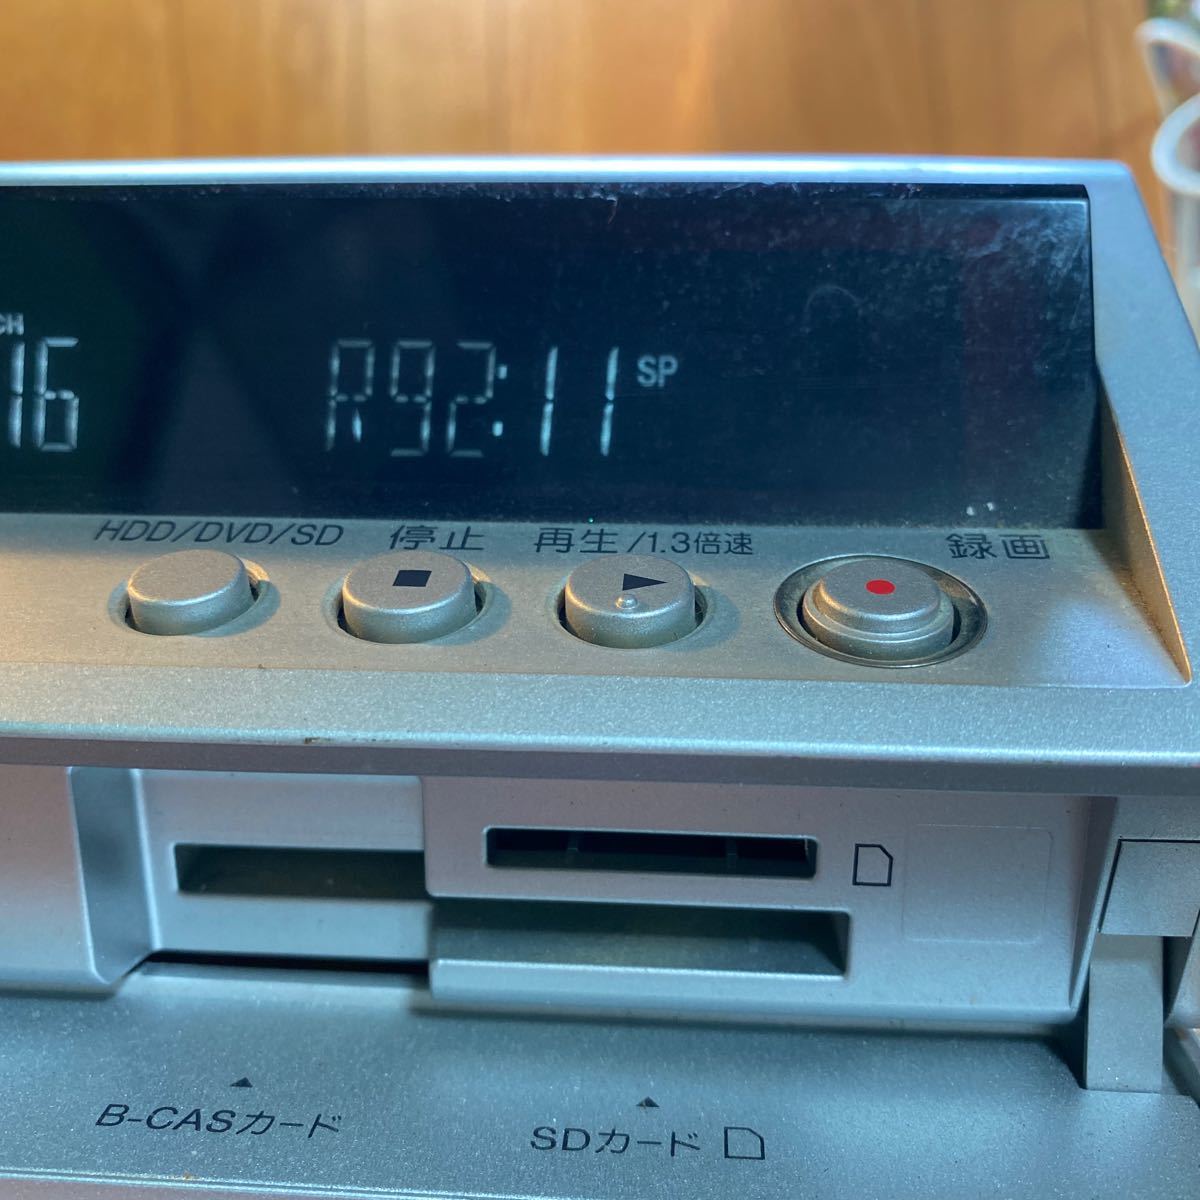 CH
16
R92:11 SP
HDD/DVD/SD 停止 再生/1.3倍速 録画
B-CASカード
SDカード